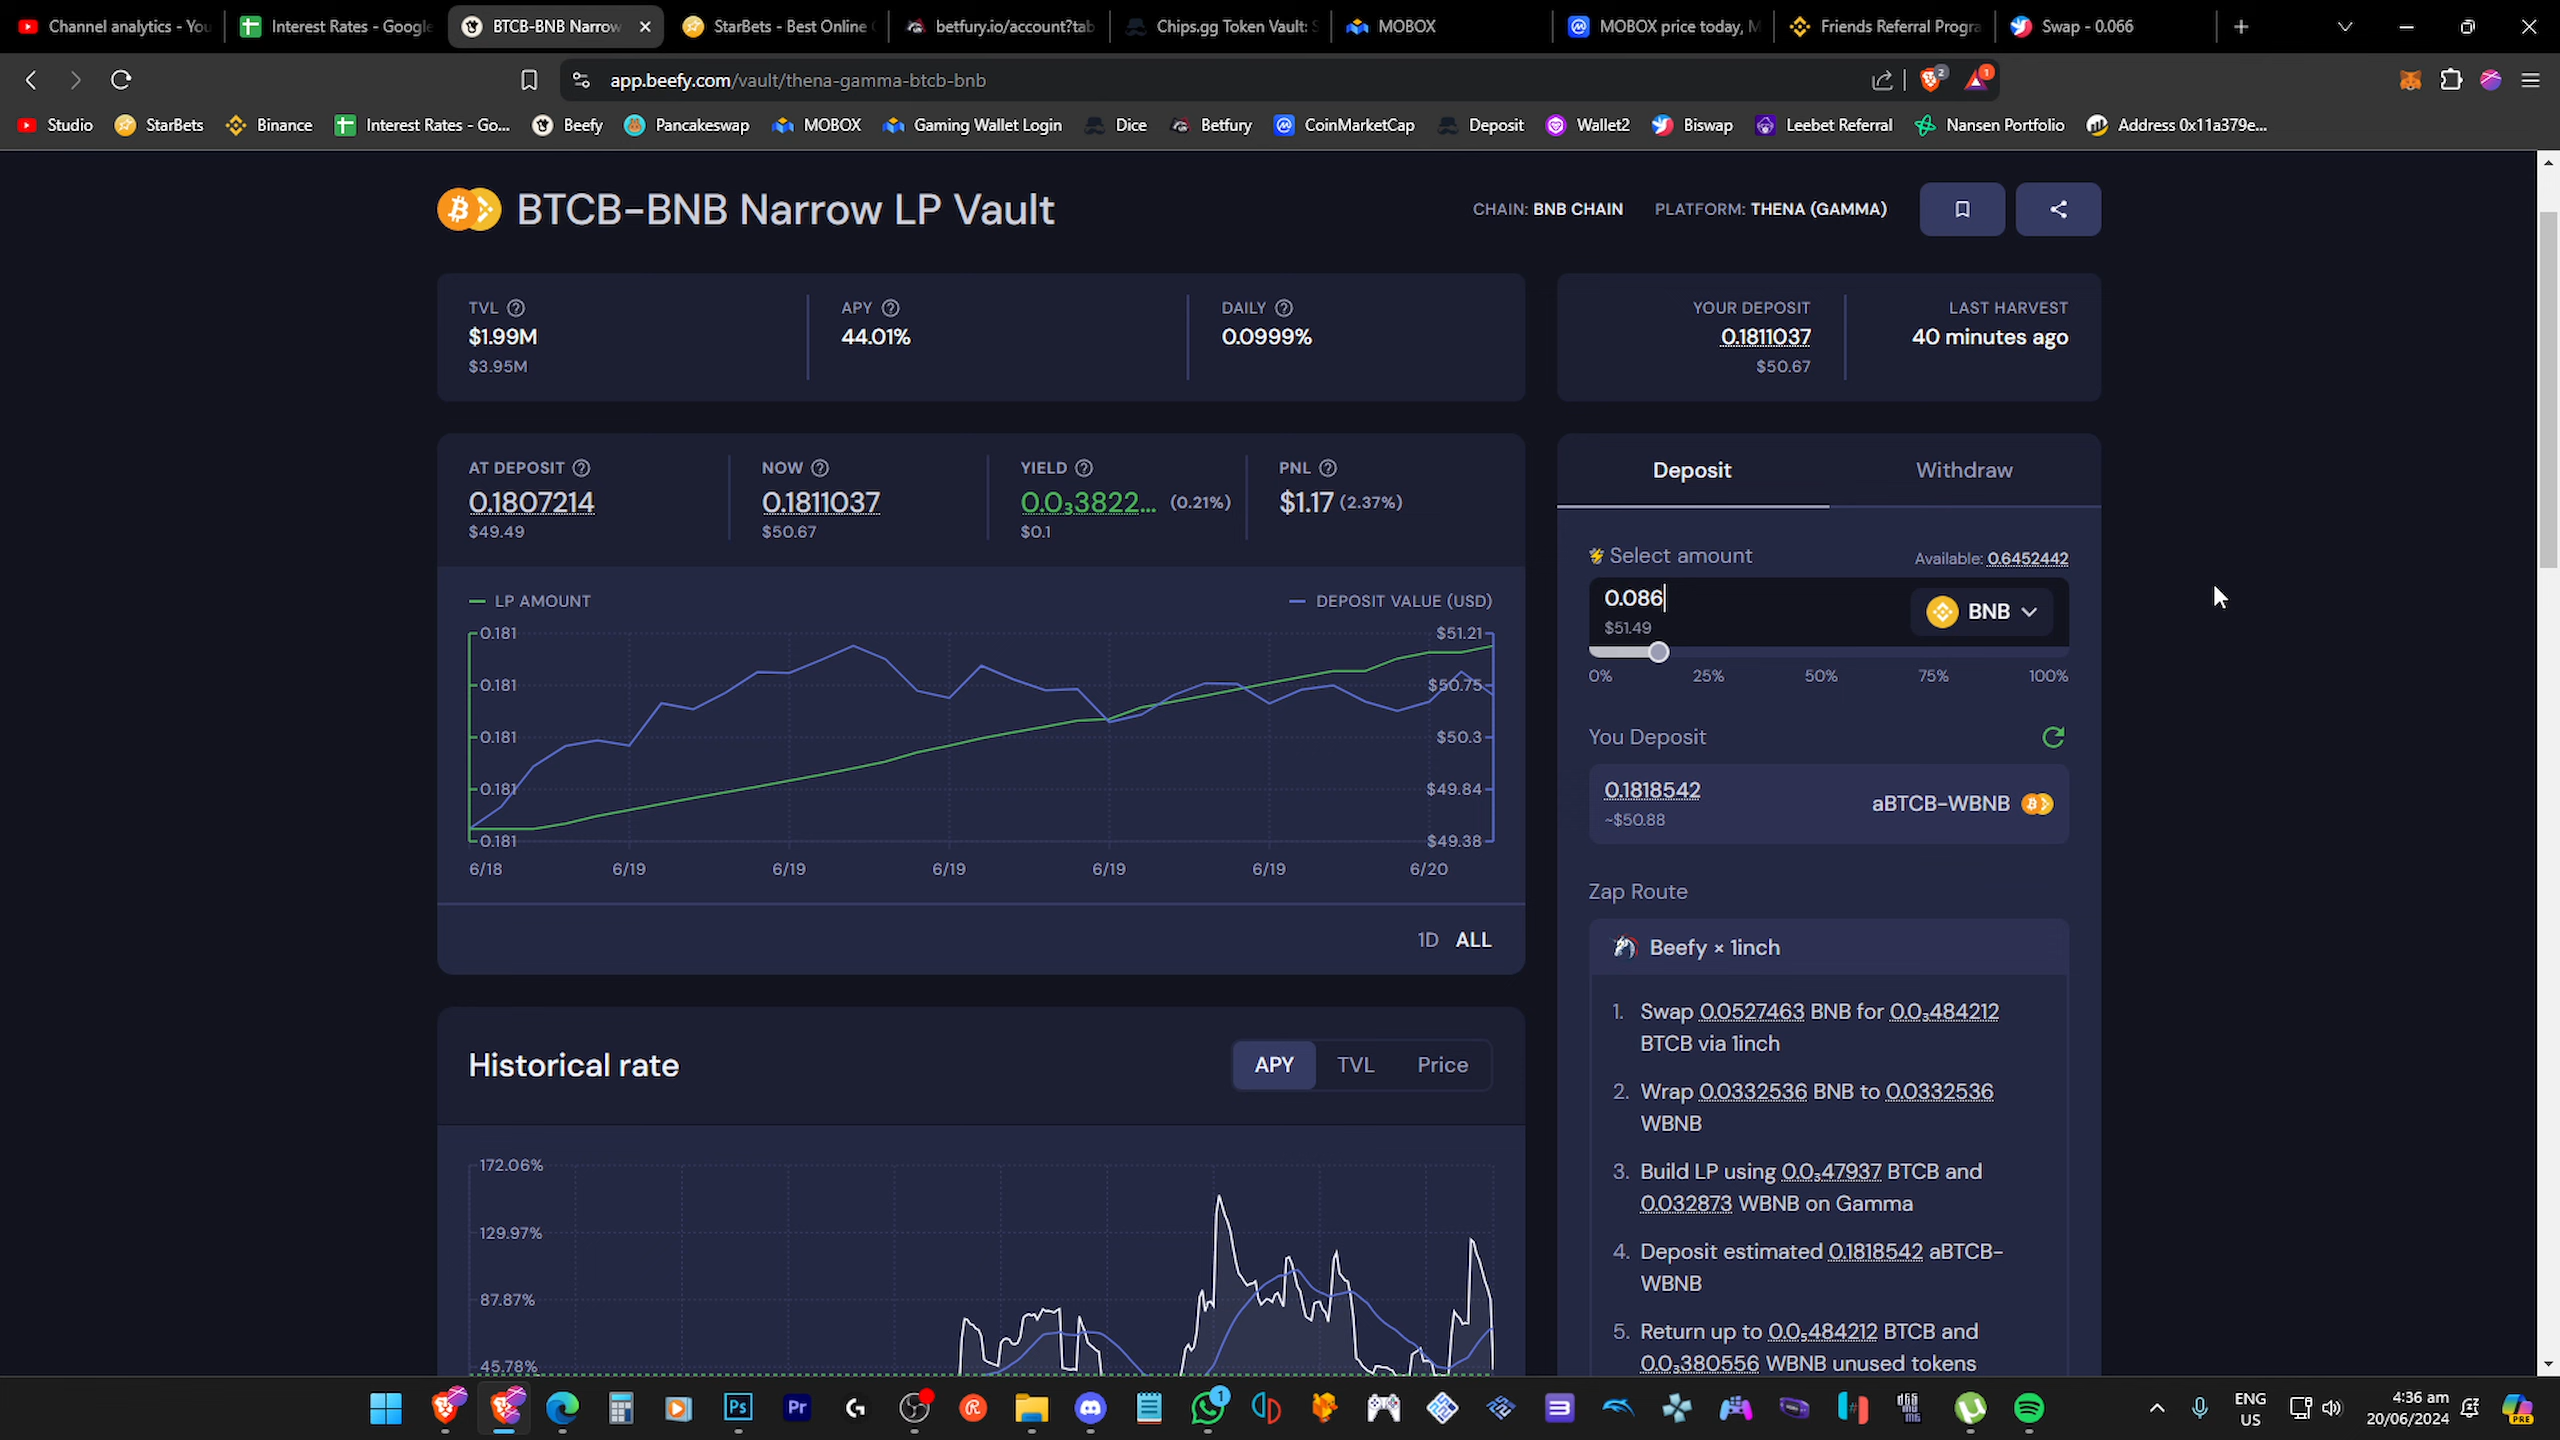 Channel analytics - You
Interest Rates - Google
BTCB-BNB Narrow
StarBets - Best Online
betfury.io/account?tab
Chips.gg Token Vault: S
MOBOX
MOBOX price today, M
Friends Referral Progra
Swap - 0.066
app.beefy.com/vault/thena-gamma-btcb-bnb
2
1
Studio
StarBets
Binance
Interest Rates - Go...
Beefy
Pancakeswap
MOBOX
Gaming Wallet Login
Dice
Betfury
CoinMarketCap
Deposit
Wallet2
Biswap
Leebet Referral
Nansen Portfolio
Address 0x11a379e...
BTCB-BNB Narrow LP Vault
CHAIN: BNB CHAIN
PLATFORM: THENA (GAMMA)
TVL
$1.99M
$3.95M
APY
44.01%
DAILY
0.0999%
YOUR DEPOSIT
0.1811037
$50.67
LAST HARVEST
40 minutes ago
AT DEPOSIT
0.1807214
$49.49
NOW
0.1811037
$50.67
YIELD
0.0₃3822... (0.21%)
$0.1
PNL
$1.17 (2.37%)
LP AMOUNT
DEPOSIT VALUE (USD)
0.181
0.181
0.181
0.181
0.181
$51.21
$50.75
$50.3
$49.84
$49.38
6/18
6/19
6/19
6/19
6/19
6/19
6/20
1D ALL
Historical rate
APY
TVL
Price
172.06%
129.97%
87.87%
45.78%
Deposit
Withdraw
Select amount
Available: 0.6452442
0.086
$51.49
BNB
0%
25%
50%
75%
100%
You Deposit
0.1818542
~$50.88
aBTCB-WBNB
Zap Route
Beefy × 1inch
1. Swap 0.0527463 BNB for 0.0₃484212
BTCB via 1inch
2. Wrap 0.0332536 BNB to 0.0332536
WBNB
3. Build LP using 0.0₃47937 BTCB and
0.032873 WBNB on Gamma
4. Deposit estimated 0.1818542 aBTCB-
WBNB
5. Return up to 0.0₅484212 BTCB and
0.0₃380556 WBNB unused tokens
Ps
Pr
1
ENG
US
4:36 am
20/06/2024
PRE